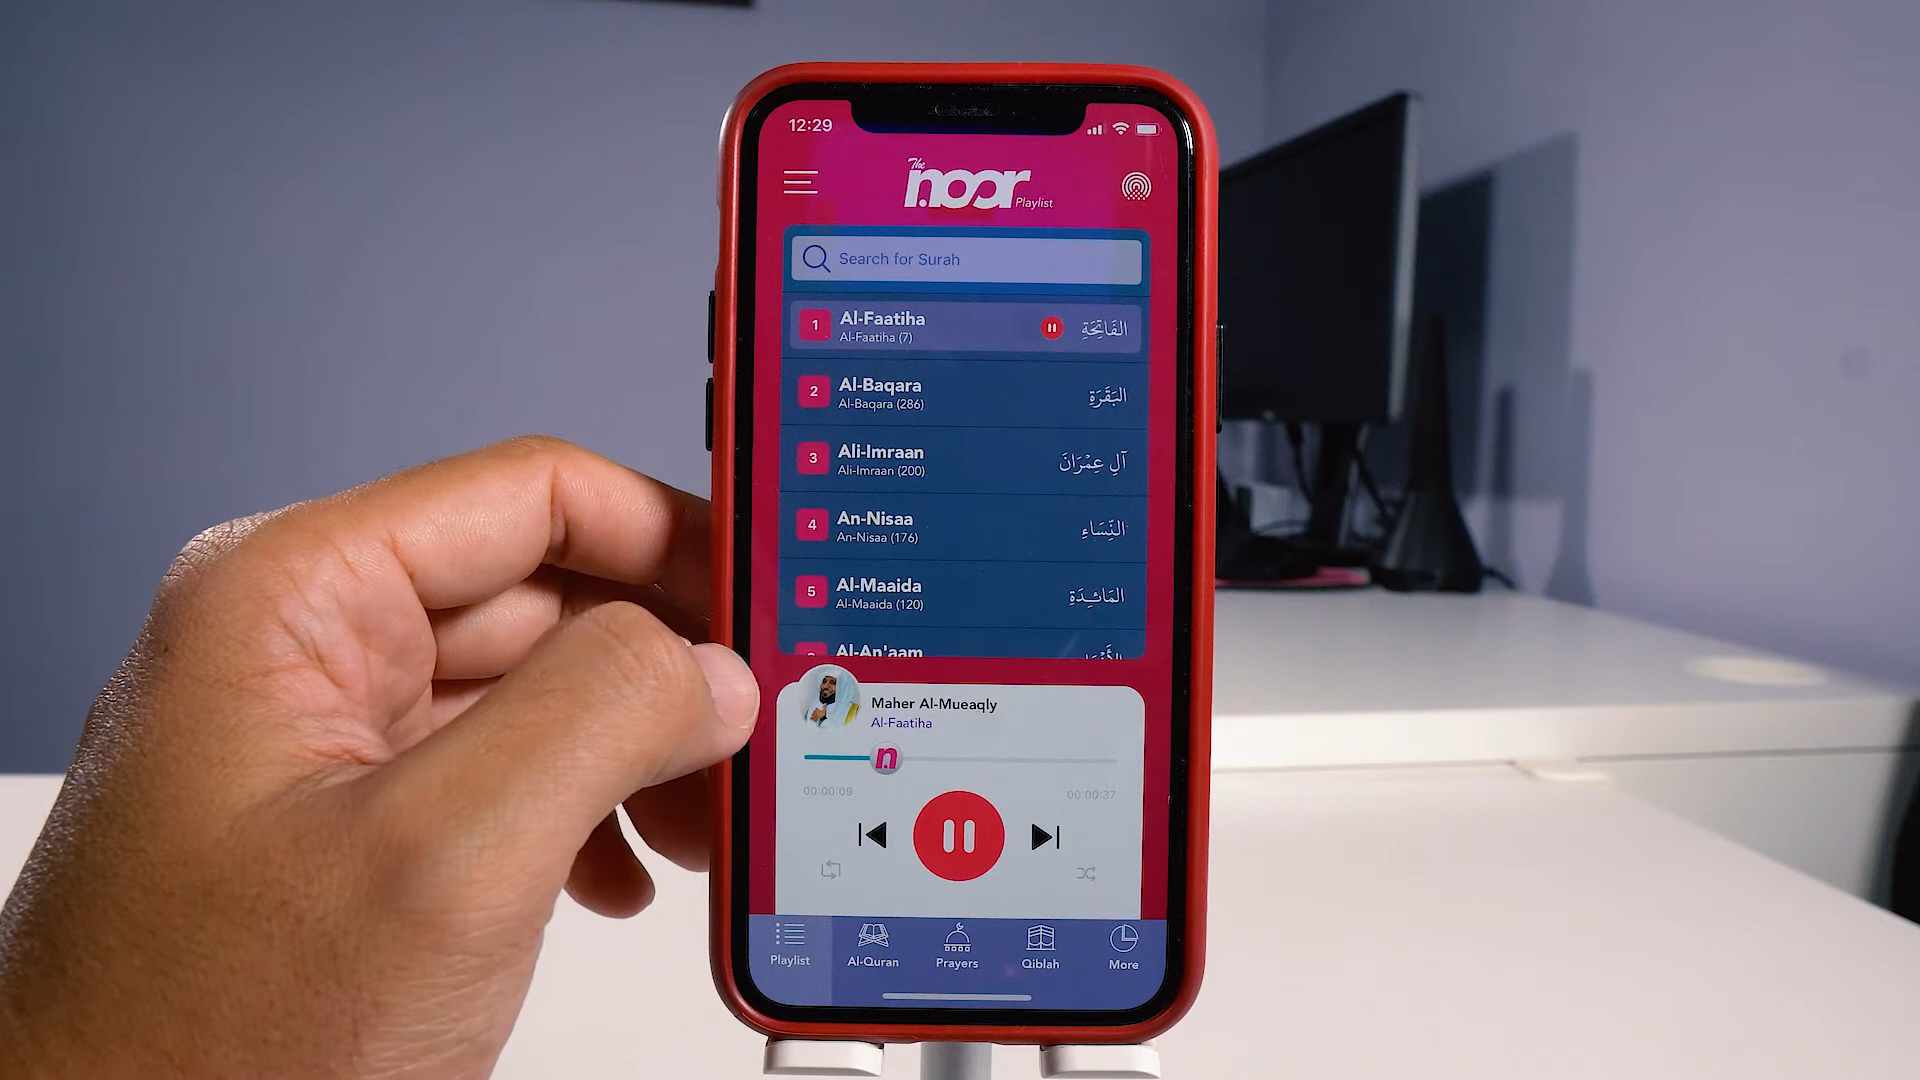 12:29
The noor Playlist
Search for Surah
1 Al-Faatiha الفَاتِحَةِ
Al-Faatiha (7)
2 Al-Baqara البَقَرَةِ
Al-Baqara (286)
3 Ali-Imraan آلِ عِمْرَانَ
Ali-Imraan (200)
4 An-Nisaa النِّسَاءِ
An-Nisaa (176)
5 Al-Maaida المَائـِدَةِ
Al-Maaida (120)
Al-An'aam
Maher Al-Mueaqly
Al-Faatiha
n
00:00:09 00:00:37
Playlist Al-Quran Prayers Qiblah More